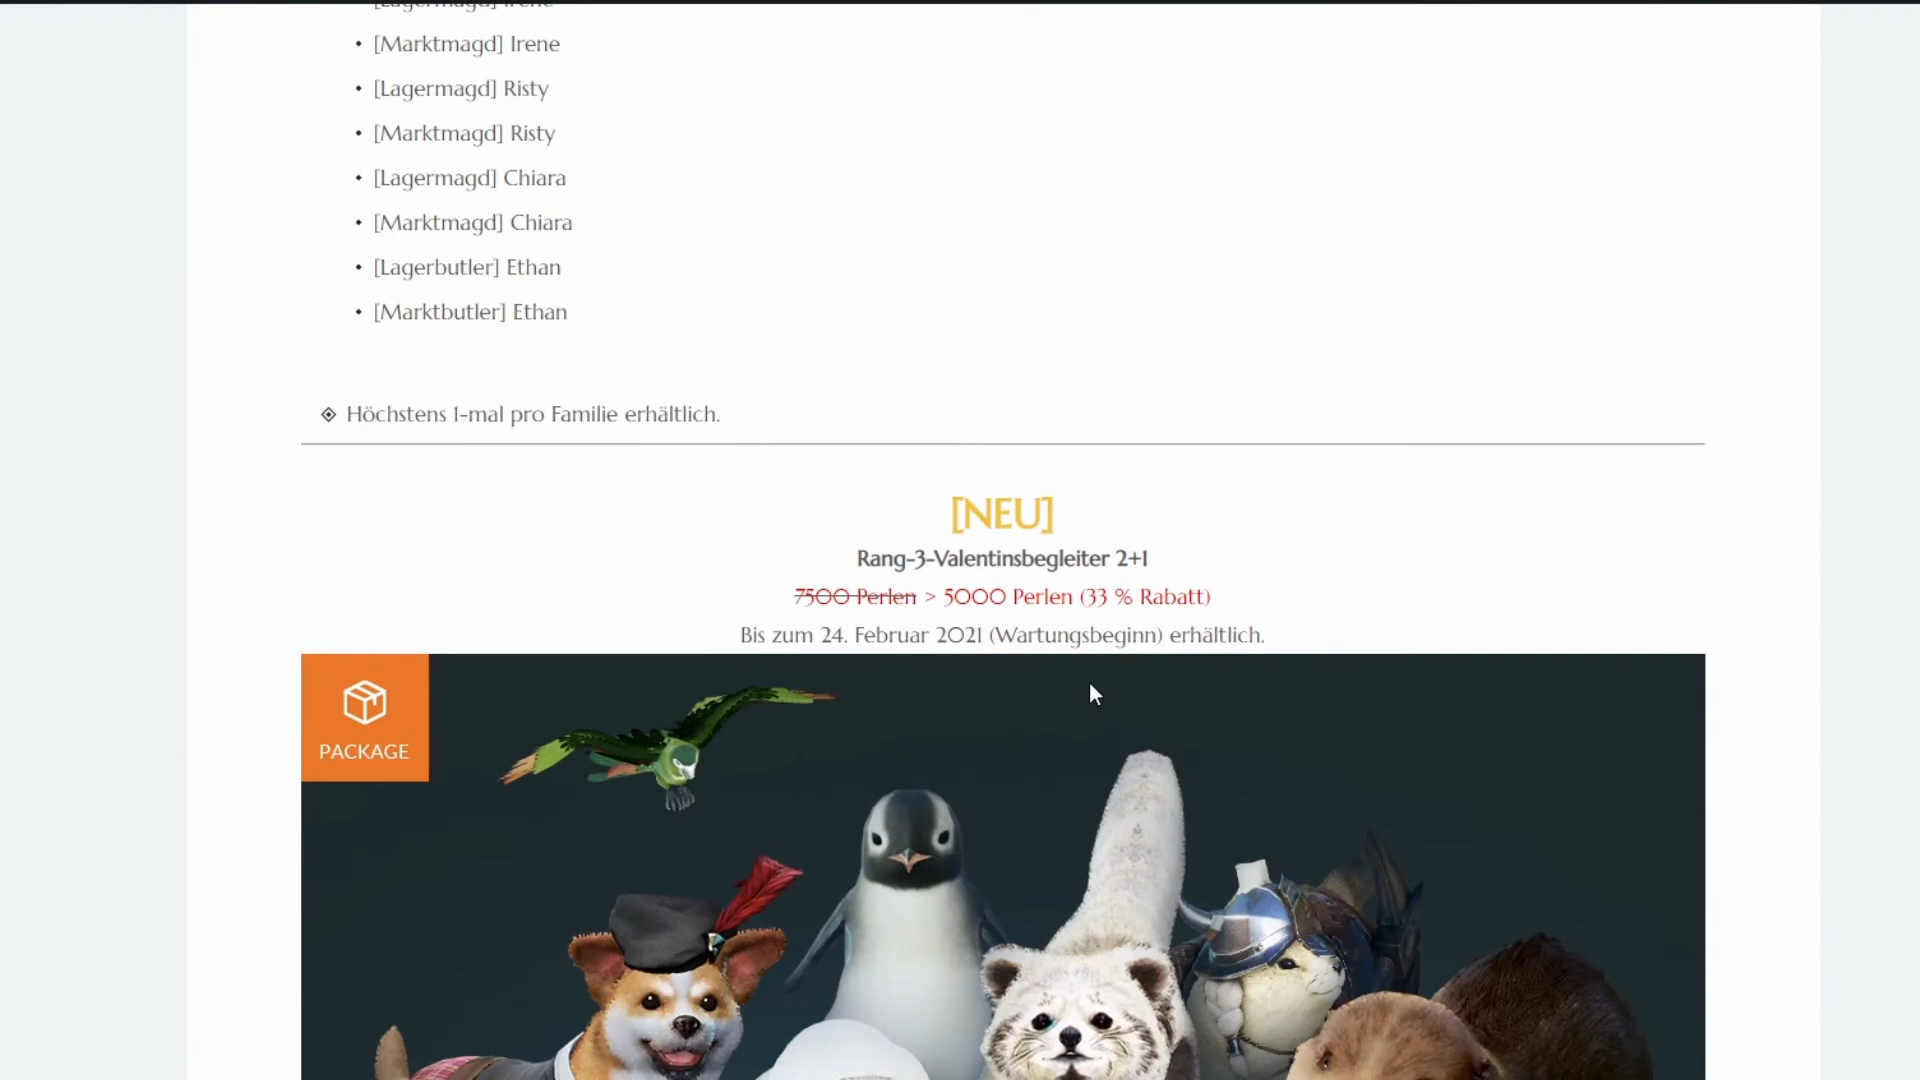 [Lagermagd] Irene
• [Marktmagd] Irene
• [Lagermagd] Risty
• [Marktmagd] Risty
• [Lagermagd] Chiara
• [Marktmagd] Chiara
• [Lagerbutler] Ethan
• [Marktbutler] Ethan
◈ Höchstens 1-mal pro Familie erhältlich.
[NEU]
Rang-3-Valentinsbegleiter 2+1
7500 Perlen > 5000 Perlen (33 % Rabatt)
Bis zum 24. Februar 2021 (Wartungsbeginn) erhältlich.
PACKAGE